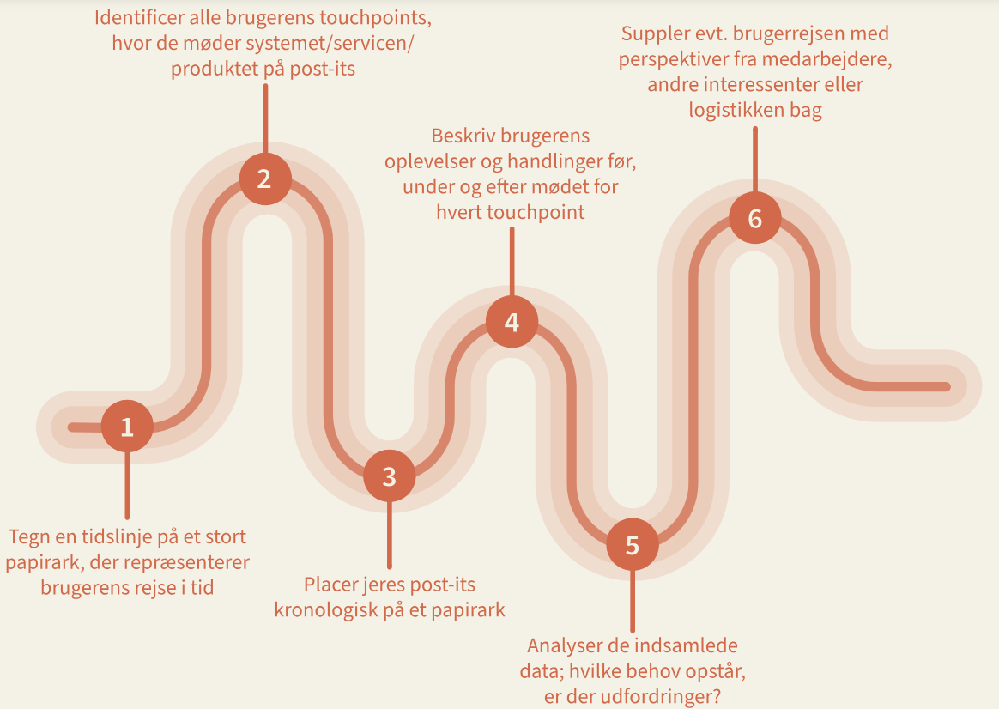 1
Tegn en tidslinje på et stort
papirark, der repræsenterer
brugerens rejse i tid
2
Identificer alle brugerens touchpoints,
hvor de møder systemet/servicen/
produktet på post-its
3
Placer jeres post-its
kronologisk på et papirark
4
Beskriv brugerens
oplevelser og handlinger før,
under og efter mødet for
hvert touchpoint
5
Analyser de indsamlede
data; hvilke behov opstår,
er der udfordringer?
6
Suppler evt. brugerrejsen med
perspektiver fra medarbejdere,
andre interessenter eller
logistikken bag